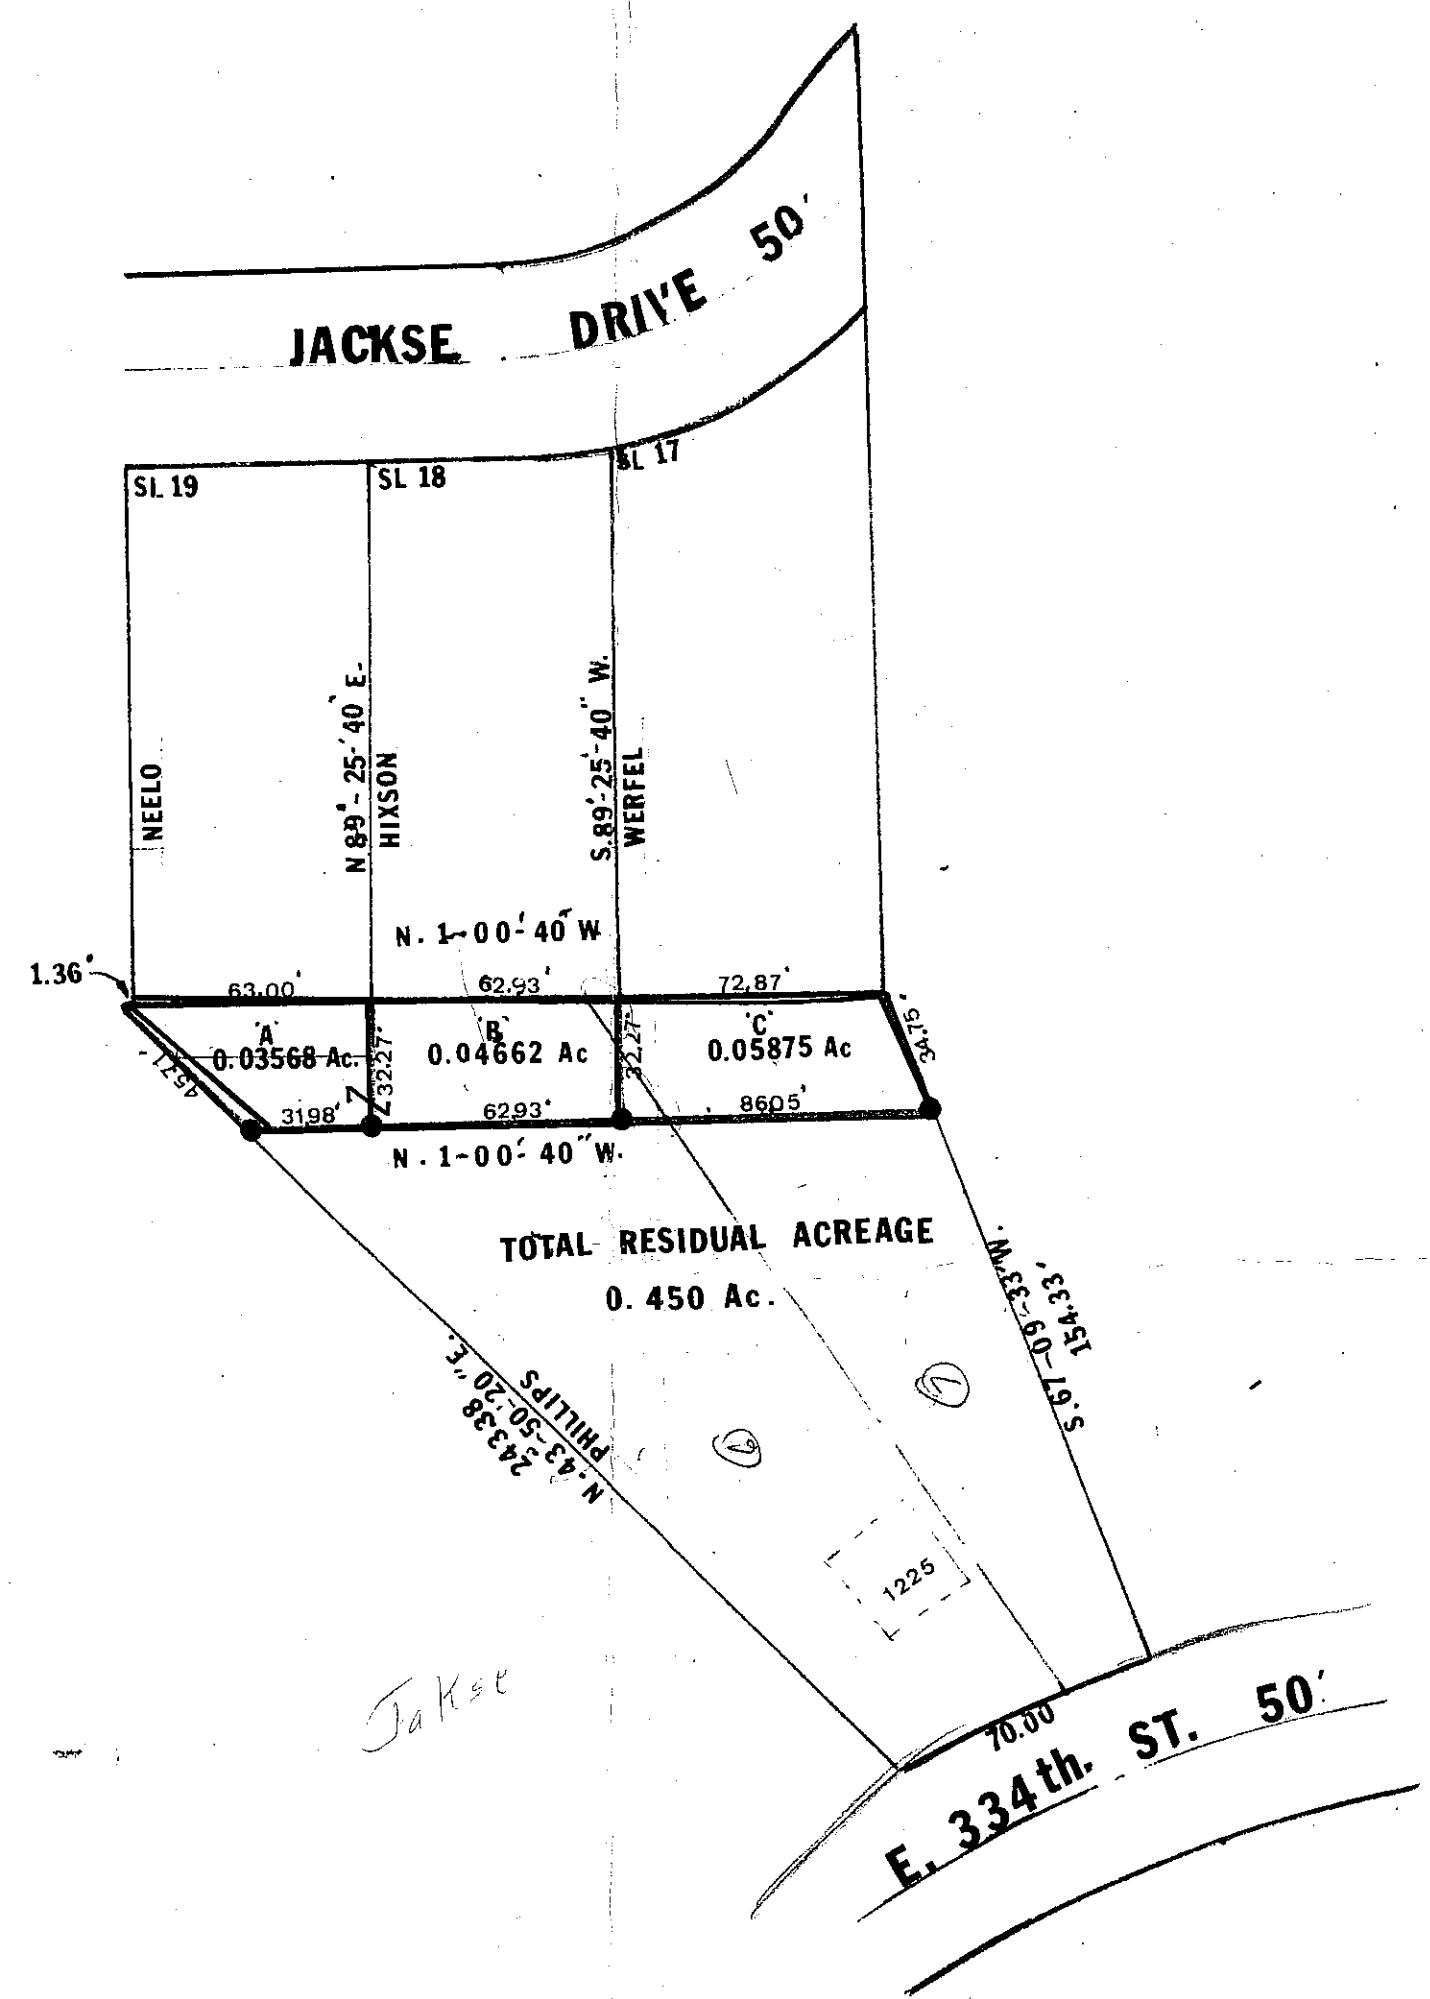 50'
JACKSE DRIVE
SL 19
SL 18
SL 17
N 89°-25'-40" E.
S. 89°-25'-40" W.
NEELO
HIXSON
WERFEL
N. 1-00'-40" W
1.36'
63.00'
62.93'
72.87'
'A'
0.03568 Ac.
'B'
0.04662 Ac
'C'
0.05875 Ac
45.71
32.27'
32.27'
34.75'
31.98'
62.93'
86.05'
N. 1-00'-40" W.
TOTAL RESIDUAL ACREAGE
0.450 Ac.
S. 67-09-33" W.
154.33'
PHILLIPS
N. 43-50-'20" E.
243.38
1225
Jakse
70.00
E. 334th. ST. 50'